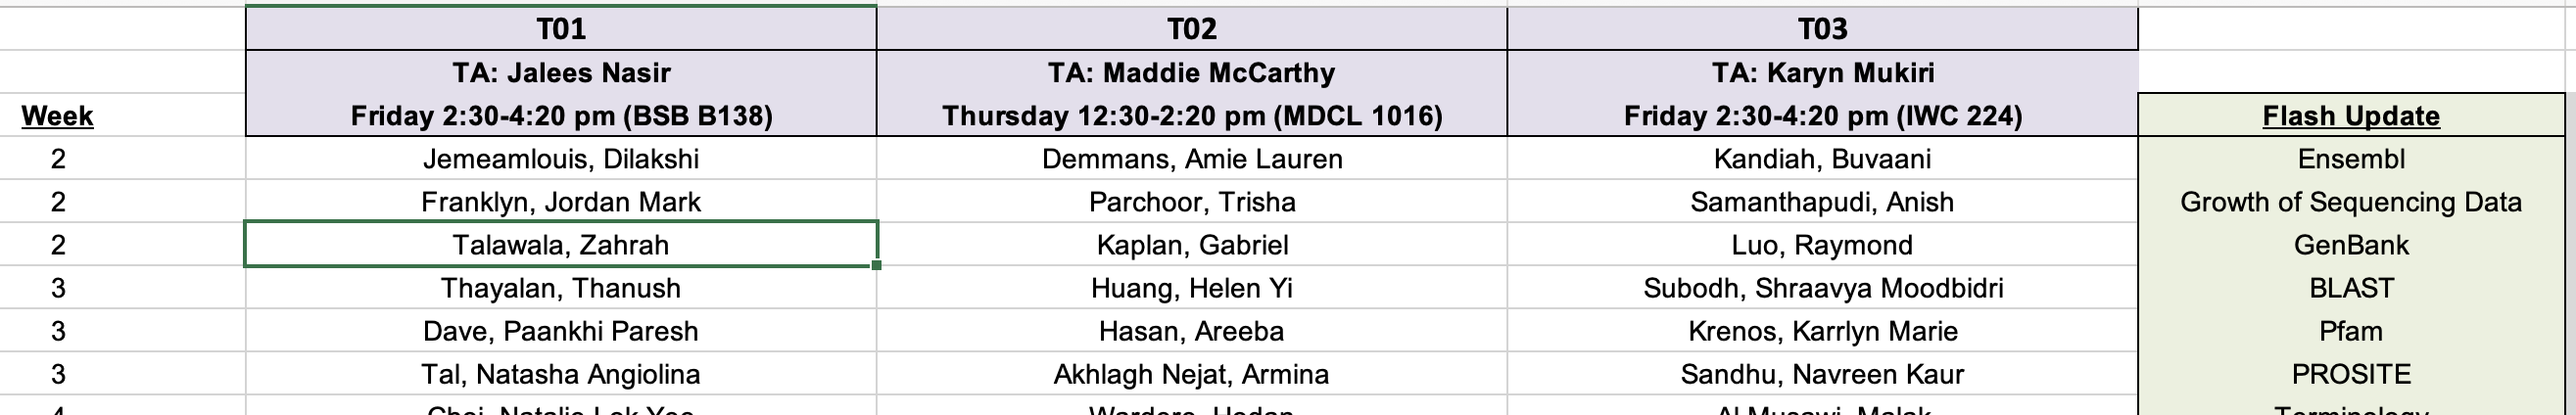 T01 T02 T03
TA: Jalees Nasir TA: Maddie McCarthy TA: Karyn Mukiri
Week Friday 2:30-4:20 pm (BSB B138) Thursday 12:30-2:20 pm (MDCL 1016) Friday 2:30-4:20 pm (IWC 224) Flash Update
2 Jemeamlouis, Dilakshi Demmans, Amie Lauren Kandiah, Buvaani Ensembl
2 Franklyn, Jordan Mark Parchoor, Trisha Samanthapudi, Anish Growth of Sequencing Data
2 Talawala, Zahrah Kaplan, Gabriel Luo, Raymond GenBank
3 Thayalan, Thanush Huang, Helen Yi Subodh, Shraavya Moodbidri BLAST
3 Dave, Paankhi Paresh Hasan, Areeba Krenos, Karrlyn Marie Pfam
3 Tal, Natasha Angiolina Akhlagh Nejat, Armina Sandhu, Navreen Kaur PROSITE